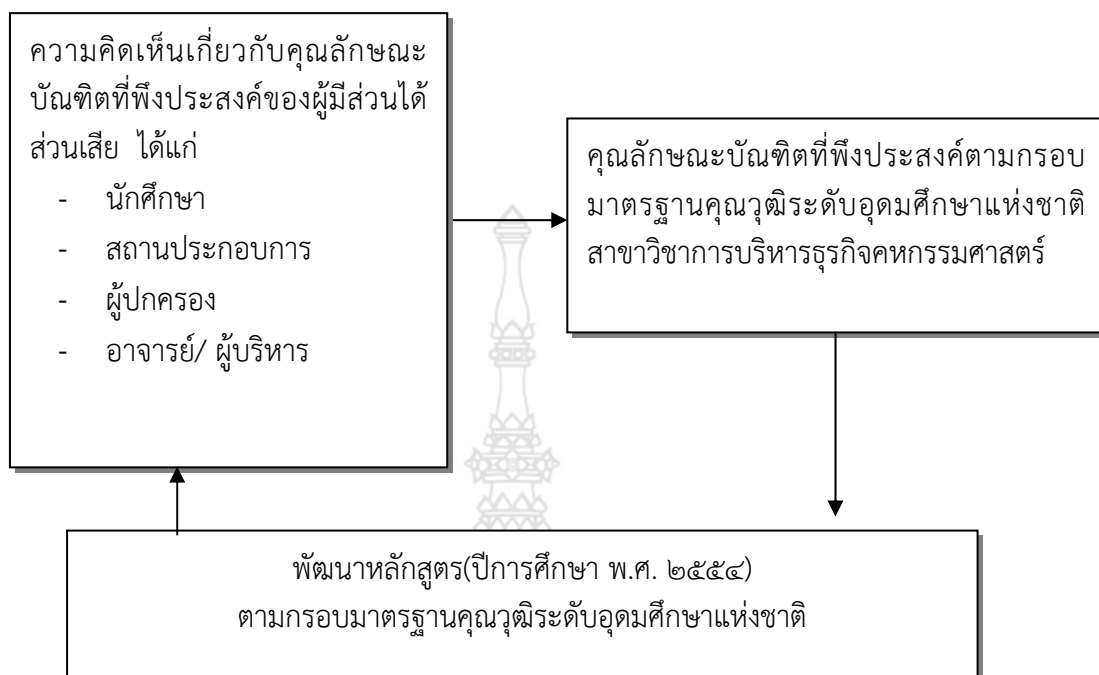 ความคิดเห็นเกี่ยวกับคุณลักษณะ
บัณฑิตที่พึงประสงค์ของผู้มีส่วนได้
ส่วนเสีย ได้แก่
- นักศึกษา
- สถานประกอบการ
- ผู้ปกครอง
- อาจารย์/ ผู้บริหาร
คุณลักษณะบัณฑิตที่พึงประสงค์ตามกรอบ
มาตรฐานคุณวุฒิระดับอุดมศึกษาแห่งชาติ
สาขาวิชาการบริหารธุรกิจคหกรรมศาสตร์
พัฒนาหลักสูตร(ปีการศึกษา พ.ศ. ๒๕๕๔)
ตามกรอบมาตรฐานคุณวุฒิระดับอุดมศึกษาแห่งชาติ